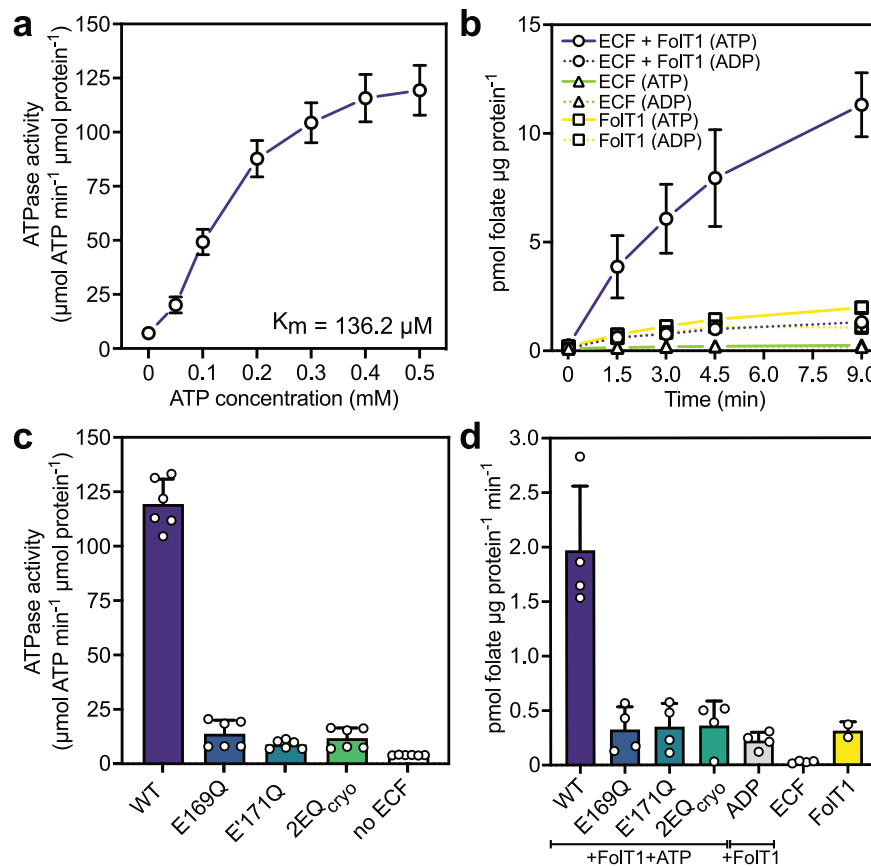 a
ATPase activity
(µmol ATP min⁻¹ µmol protein⁻¹)
150
125
100
75
50
25
0
Km = 136.2 µM
0 0.1 0.2 0.3 0.4 0.5
ATP concentration (mM)
b
pmol folate µg protein⁻¹
15
10
5
0
ECF + FolT1 (ATP)
ECF + FolT1 (ADP)
ECF (ATP)
ECF (ADP)
FolT1 (ATP)
FolT1 (ADP)
0 1.5 3.0 4.5 6.0 7.5 9.0
Time (min)
c
ATPase activity
(µmol ATP min⁻¹ µmol protein⁻¹)
150
125
100
75
50
25
0
WT
E169Q
E'171Q
2EQcryo
no ECF
d
pmol folate µg protein⁻¹ min⁻¹
3.0
2.5
2.0
1.5
1.0
0.5
0
WT
E169Q
E'171Q
2EQcryo
ADP
ECF
FolT1
+FolT1+ATP
+FolT1